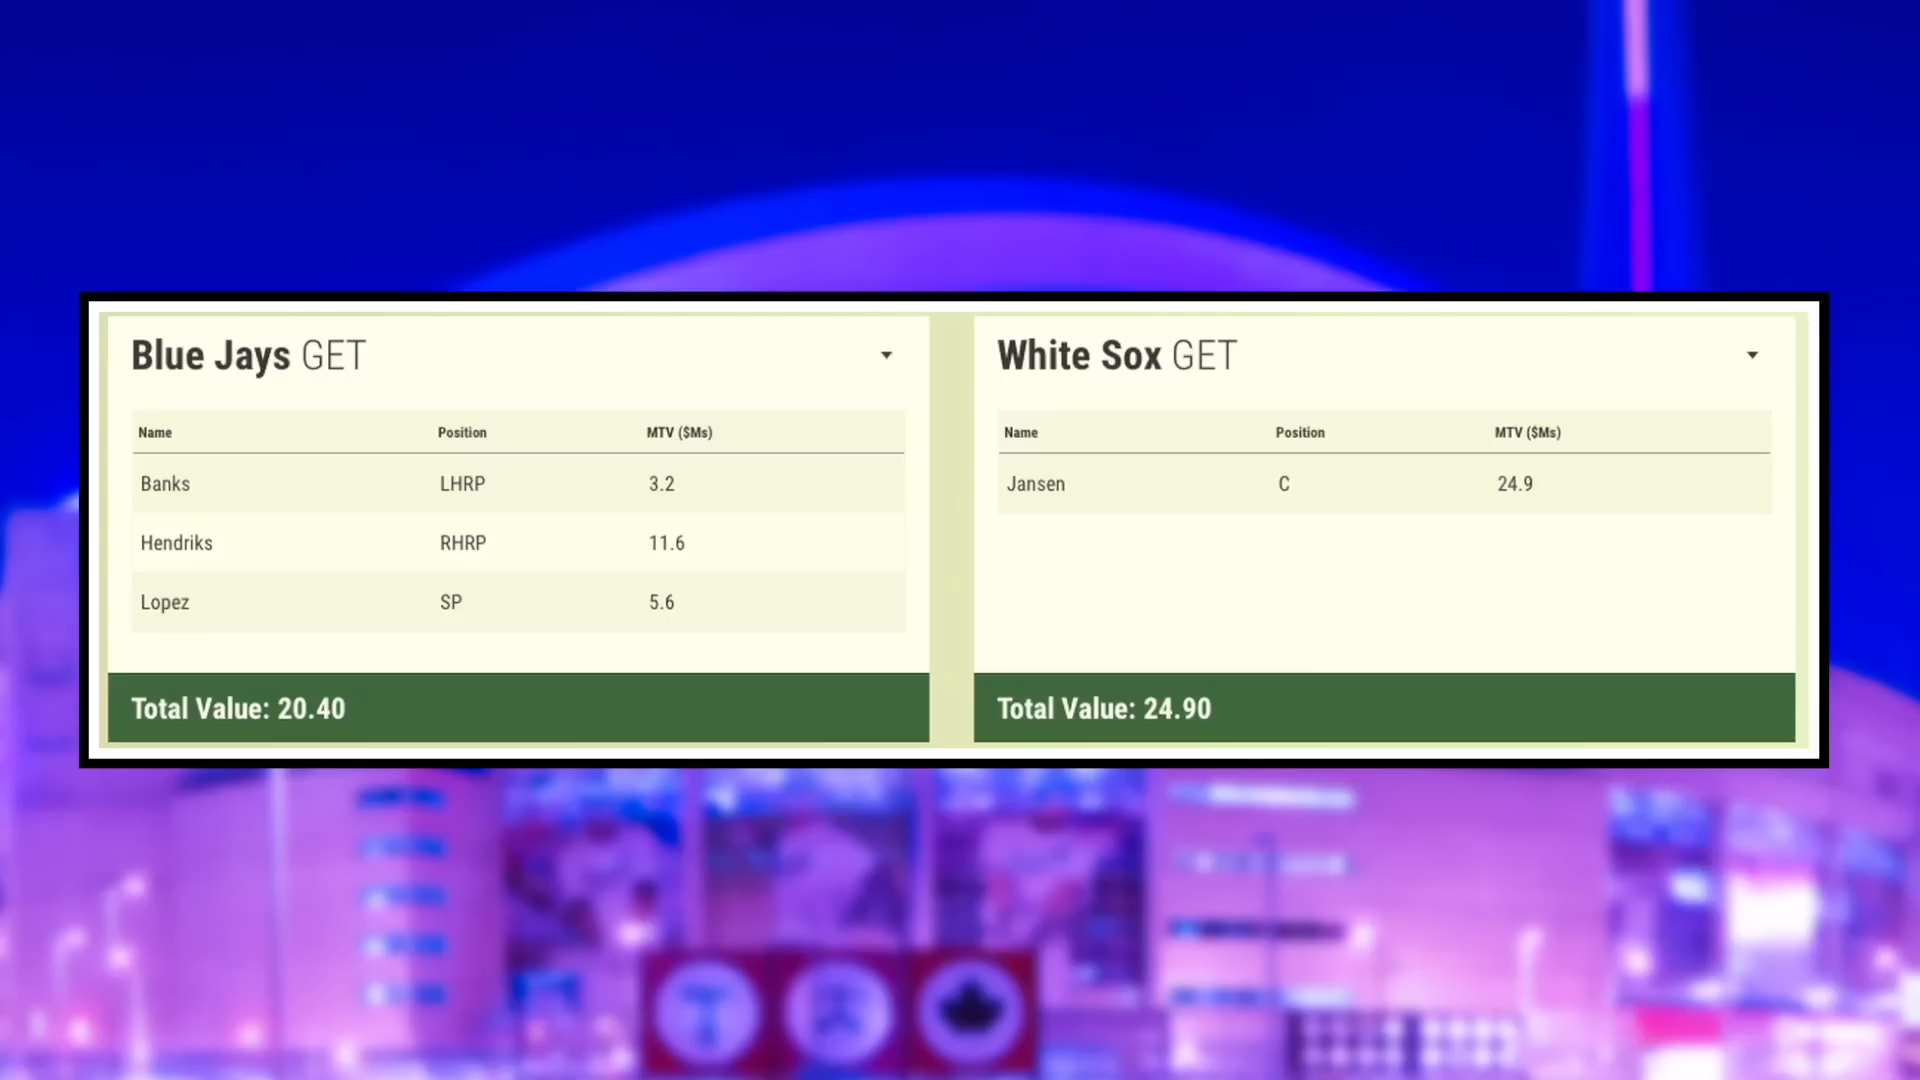 Blue Jays GET
Name Position MTV ($Ms)
Banks LHRP 3.2
Hendriks RHRP 11.6
Lopez SP 5.6
Total Value: 20.40
White Sox GET
Name Position MTV ($Ms)
Jansen C 24.9
Total Value: 24.90